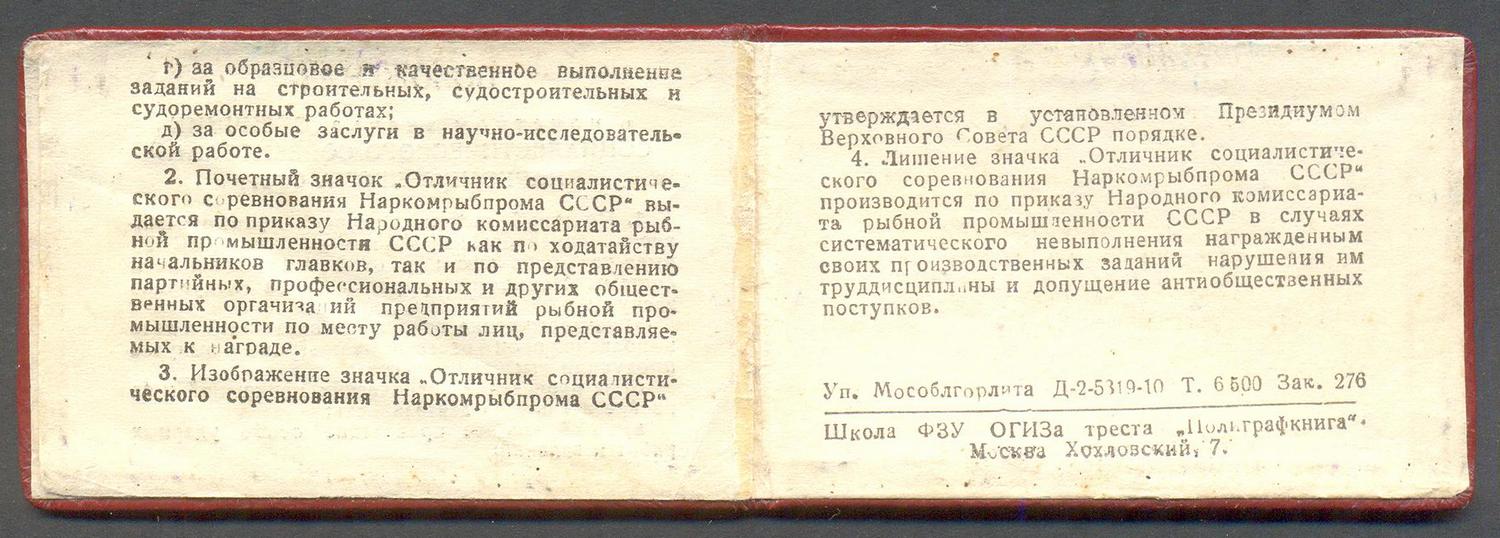 г) за образцовое и качественное выполнение
заданий на строительных, судостроительных и
судоремонтных работах;
д) за особые заслуги в научно-исследователь-
ской работе.
2. Почетный значок „Отличник социалистиче-
ского соревнования Наркомрыбпрома СССР“ вы-
дается по приказу Народного комиссариата рыб-
ной промышленности СССР как по ходатайству
начальников главков, так и по представлению
партийных, профессиональных и других общест-
венных организаций предприятий рыбной про-
мышленности по месту работы лиц, представляе-
мых к награде.
3. Изображение значка „Отличник социалисти-
ческого соревнования Наркомрыбпрома СССР“
утверждается в установленном Президиумом
Верховного Совета СССР порядке.
4. Лишение значка „Отличник социалистиче-
ского соревнования Наркомрыбпрома СССР“
производится по приказу Народного комиссариа-
та рыбной промышленности СССР в случаях
систематического невыполнения награжденным
своих производственных заданий нарушения им
труддисциплины и допущение антиобщественных
поступков.
Уп. Мособлгорлита Д-2-5319-10 Т. 6500 Зак. 276
Школа ФЗУ ОГИЗа треста „Полиграфкнига“.
Москва Хохловский, 7.